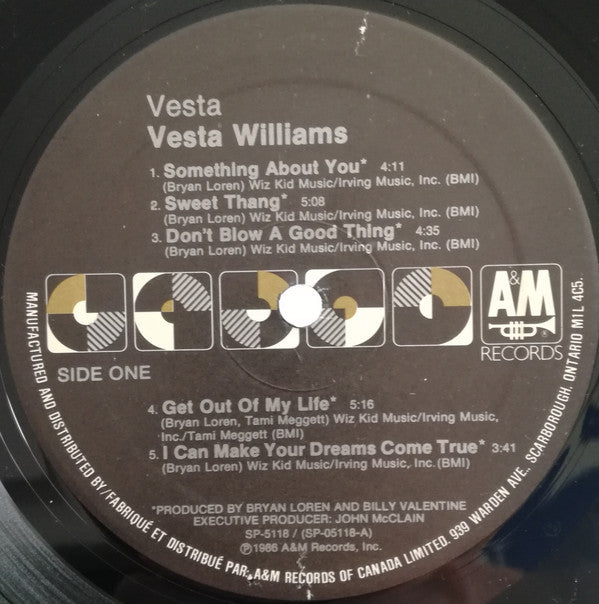 Vesta
Vesta Williams
1. Something About You* 4:11
(Bryan Loren) Wiz Kid Music/Irving Music, Inc. (BMI)
2. Sweet Thang* 5:08
(Bryan Loren) Wiz Kid Music/Irving Music, Inc. (BMI)
3. Don't Blow A Good Thing* 4:35
(Bryan Loren) Wiz Kid Music/Irving Music, Inc. (BMI)
A&M
®
RECORDS
SIDE ONE
4. Get Out Of My Life* 5:16
(Bryan Loren, Tami Meggett) Wiz Kid Music/Irving Music,
Inc./Tami Meggett (BMI)
5. I Can Make Your Dreams Come True* 3:41
(Bryan Loren) Wiz Kid Music/Irving Music, Inc.(BMI)
*PRODUCED BY BRYAN LOREN AND BILLY VALENTINE
EXECUTIVE PRODUCER: JOHN McCLAIN
SP-5118 / (SP-05118-A)
℗1986 A&M Records, Inc.
MANUFACTURED AND DISTRIBUTED BY/FABRIQUÉ ET DISTRIBUÉ PAR A&M RECORDS OF CANADA LIMITED. 939 WARDEN AVE., SCARBOROUGH, ONTARIO M1L 4C5.